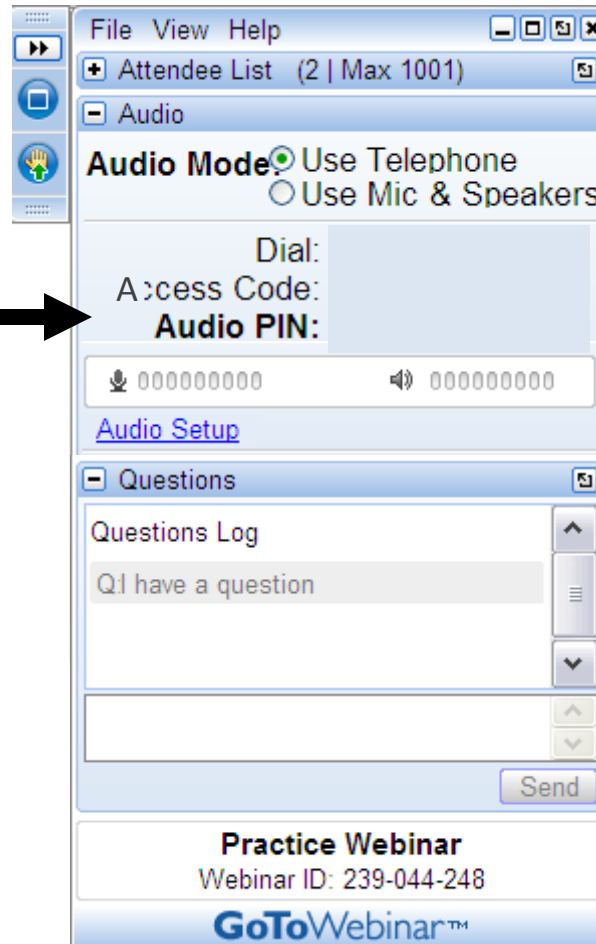 File View Help
Attendee List (2 | Max 1001)
Audio
Audio Mode: Use Telephone
Use Mic & Speakers
Dial:
Access Code:
Audio PIN:
000000000 000000000
Audio Setup
Questions
Questions Log
Q:I have a question
Send
Practice Webinar
Webinar ID: 239-044-248
GoToWebinar™